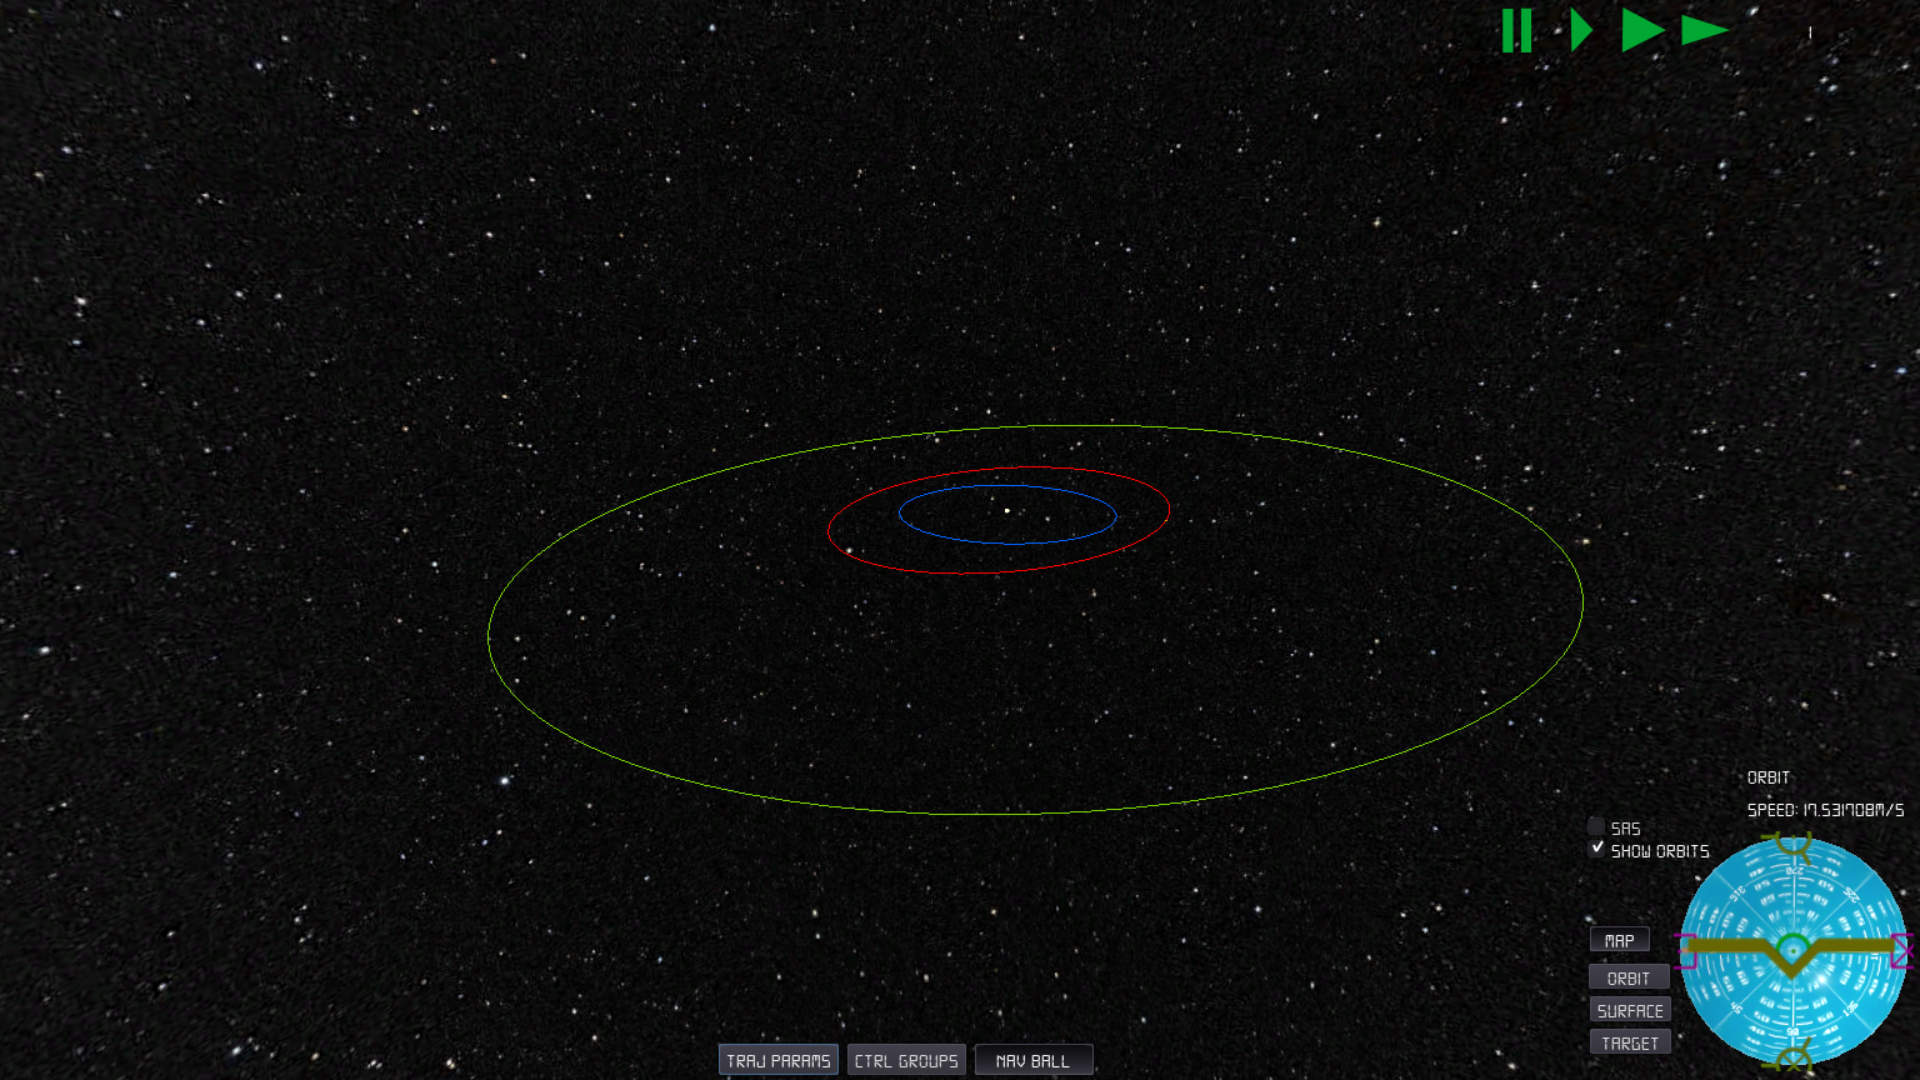 ORBIT
SPEED: 17.531708M/S
SAS
SHOW ORBITS
MAP
ORBIT
SURFACE
TARGET
TRAJ PARAMS
CTRL GROUPS
NAV BALL